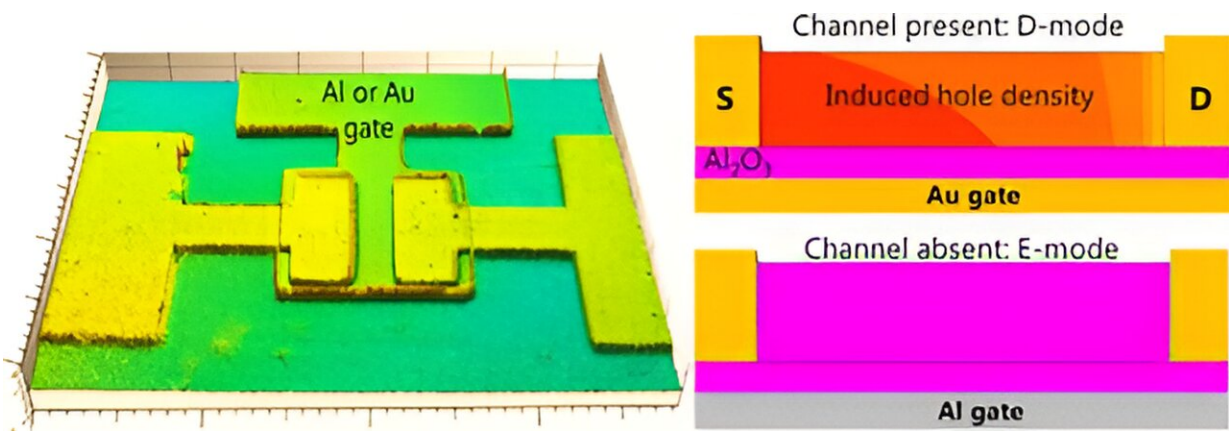 Al or Au
gate
Channel present: D-mode
S
Induced hole density
D
Al₂O₃
Au gate
Channel absent: E-mode
Al gate